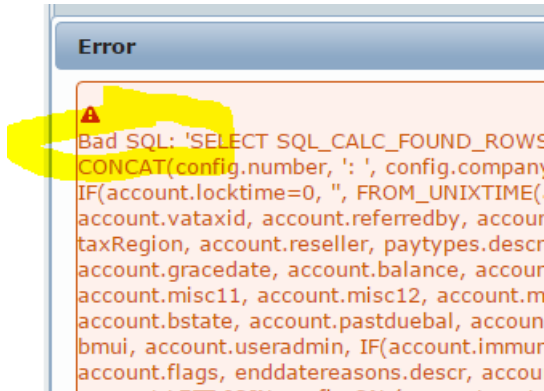 Error
Bad SQL: 'SELECT SQL_CALC_FOUND_ROWS
CONCAT(config.number, ': ', config.company
IF(account.locktime=0, '', FROM_UNIXTIME(
account.vataxid, account.referredby, accoun
taxRegion, account.reseller, paytypes.descr
account.gracedate, account.balance, accoun
account.misc11, account.misc12, account.m
account.bstate, account.pastduebal, accoun
bmui, account.useradmin, IF(account.immun
account.flags, enddatereasons.descr, accou